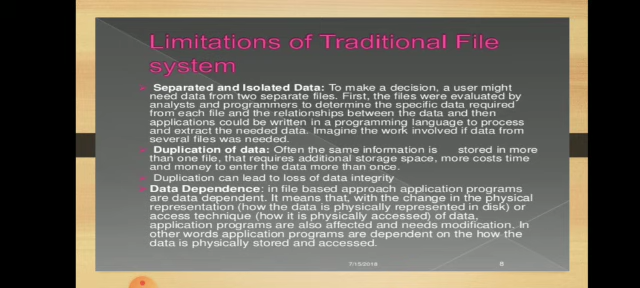 Limitations of Traditional File
system
Separated and Isolated Data: To make a decision, a user might
need data from two separate files. First, the files were evaluated by
analysts and programmers to determine the specific data required
from each file and the relationships between the data and then
applications could be written in a programming language to process
and extract the needed data. Imagine the work involved if data from
several files was needed.
Duplication of data: Often the same information is stored in more
than one file, that requires additional storage space, more costs time
and money to enter the data more than once.
Duplication can lead to loss of data integrity
Data Dependence: in file based approach application programs
are data dependent. It means that, with the change in the physical
representation (how the data is physically represented in disk) or
access technique (how it is physically accessed) of data,
application programs are also affected and needs modification. In
other words application programs are dependent on the how the
data is physically stored and accessed.
7/15/2018 8